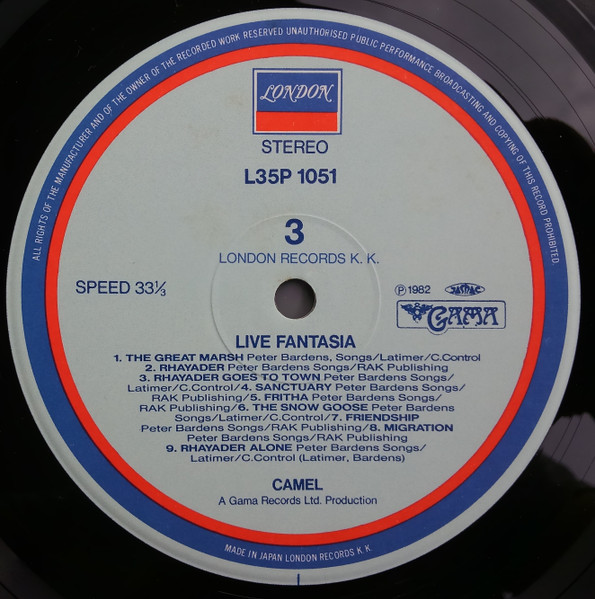 ALL RIGHTS OF THE MANUFACTURER AND OF THE OWNER OF THE RECORDED WORK RESERVED UNAUTHORISED PUBLIC PERFORMANCE BROADCASTING AND COPYING OF THIS RECORD PROHIBITED.
LONDON
STEREO
L35P 1051
3
LONDON RECORDS K. K.
SPEED 33⅓
Ⓟ1982 JASRAC
GAMA
LIVE FANTASIA
1. THE GREAT MARSH Peter Bardens, Songs/Latimer/C.Control
2. RHAYADER Peter Bardens Songs/RAK Publishing/
3. RHAYADER GOES TO TOWN Peter Bardens Songs/
Latimer/C.Control/4. SANCTUARY Peter Bardens Songs/
RAK Publishing/5. FRITHA Peter Bardens Songs/
RAK Publishing/6. THE SNOW GOOSE Peter Bardens
Songs/Latimer/C.Control/7. FRIENDSHIP
Peter Bardens Songs/RAK Publishing/8. MIGRATION
Peter Bardens Songs/RAK Publishing
9. RHAYADER ALONE Peter Bardens Songs/
Latimer/C.Control (Latimer, Bardens)
CAMEL
A Gama Records Ltd. Production
MADE IN JAPAN LONDON RECORDS K. K.